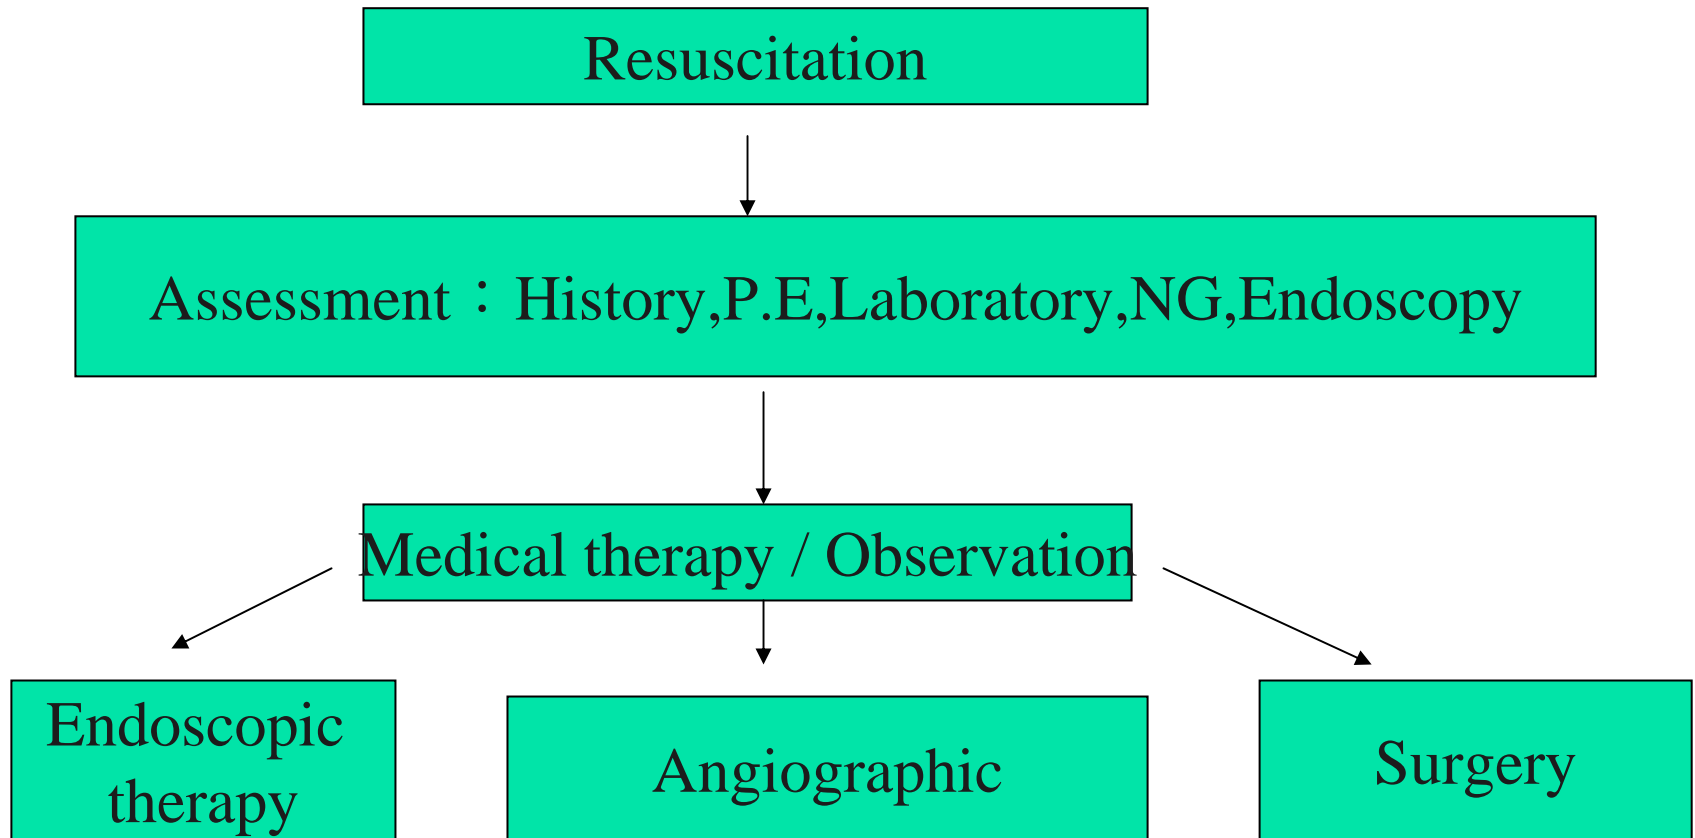 Resuscitation
Assessment：History,P.E,Laboratory,NG,Endoscopy
Medical therapy / Observation
Endoscopic
therapy
Angiographic
Surgery